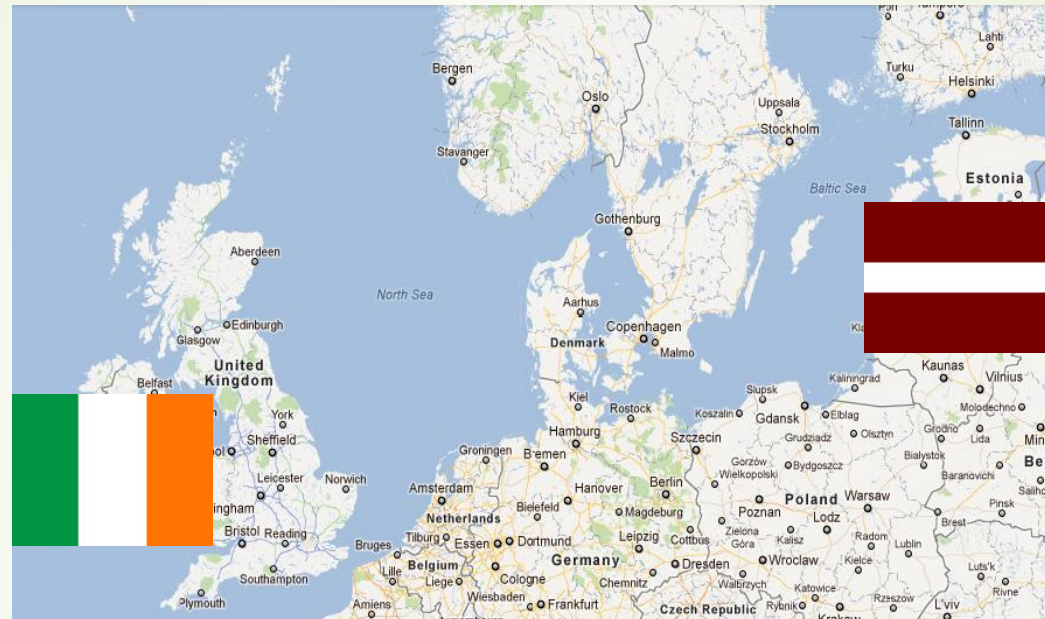 Tampere
Lahti
Turku
Helsinki
Bergen
Oslo
Uppsala
Stockholm
Tallinn
Stavanger
Estonia
Baltic Sea
Gothenburg
Aberdeen
North Sea
Aarhus
Copenhagen
Denmark
Malmo
Edinburgh
Glasgow
United
Kingdom
Kaunas
Vilnius
Kaliningrad
Belfast
Kiel
Rostock
Slupsk
Koszalin
Gdansk
Elblag
Molodechno
York
Sheffield
Hamburg
Szczecin
Grudziadz
Olsztyn
Grodno
Lida
Groningen
Bremen
Bialystok
Baranovichi
Leicester
Norwich
Gorzów
Wielkopolski
Bydgoszcz
Amsterdam
Hanover
Berlin
Poland
Warsaw
Netherlands
Bielefeld
Magdeburg
Poznan
Lodz
Pinsk
Brest
Bristol
Reading
Tilburg
Essen
Dortmund
Leipzig
Cottbus
Zielona
Góra
Kalisz
Radom
Lublin
Bruges
Belgium
Germany
Dresden
Wroclaw
Southampton
Lille
Liege
Cologne
Chemnitz
Walbrzych
Kielce
Luts'k
Rivne
Plymouth
Wiesbaden
Frankfurt
Amiens
Czech Republic
Katowice
Rybnik
Krakow
Rzeszow
L'viv